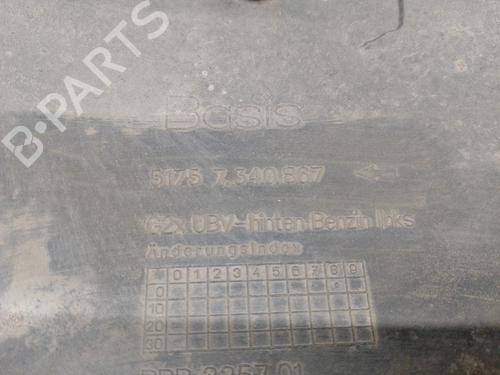 B-PARTS
Basis
5175 7 340 867
G2x UBV-hinten Benzin links
Änderungsindex
0 1 2 3 4 5 6 7 8 9
0
10
20
30